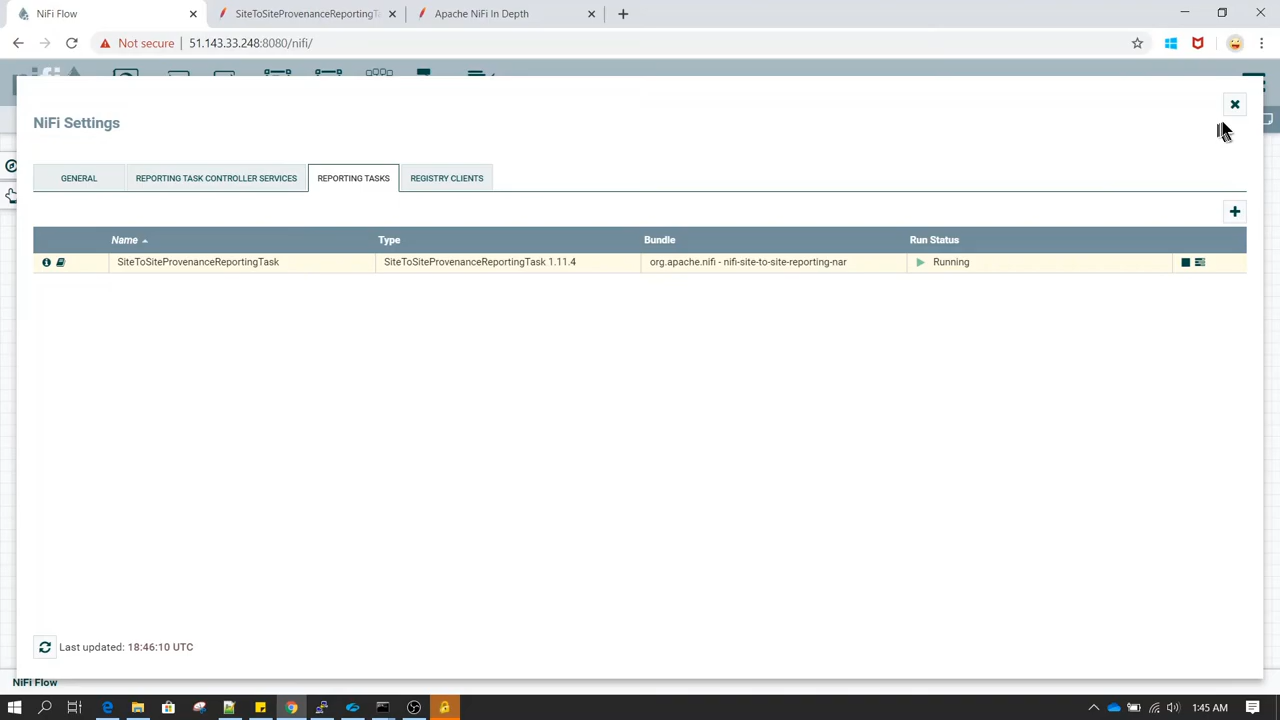 NiFi Flow
SiteToSiteProvenanceReportingT
Apache NiFi In Depth
Not secure | 51.143.33.248:8080/nifi/
NiFi Settings
GENERAL
REPORTING TASK CONTROLLER SERVICES
REPORTING TASKS
REGISTRY CLIENTS
Name Type Bundle Run Status
SiteToSiteProvenanceReportingTask SiteToSiteProvenanceReportingTask 1.11.4 org.apache.nifi - nifi-site-to-site-reporting-nar Running
Last updated: 18:46:10 UTC
NiFi Flow
1:45 AM